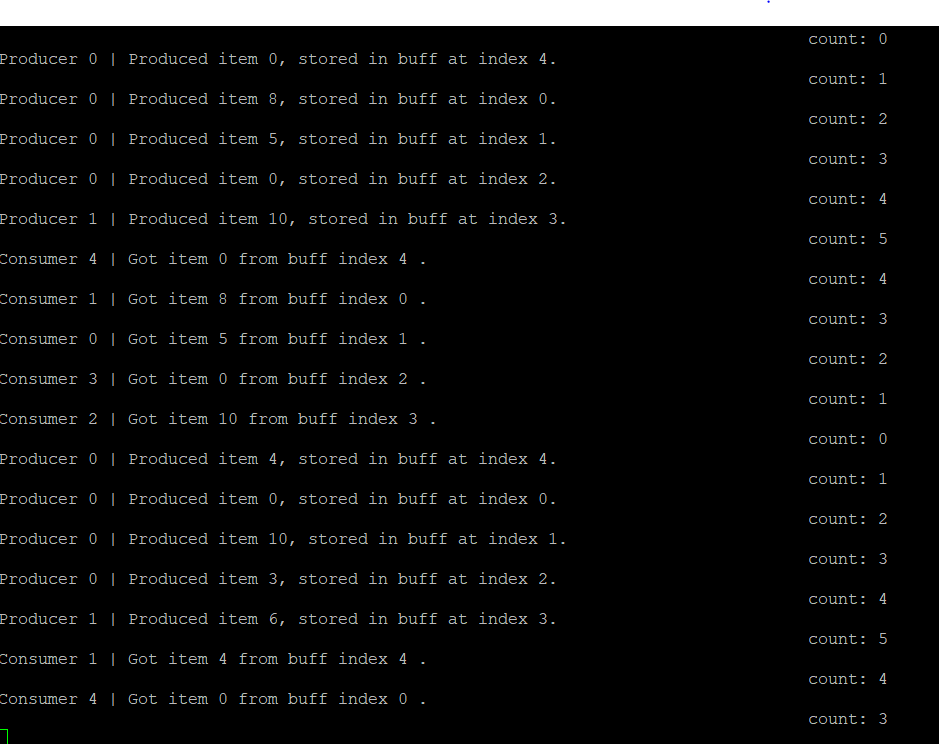 count: 0
Producer 0 | Produced item 0, stored in buff at index 4.
count: 1
Producer 0 | Produced item 8, stored in buff at index 0.
count: 2
Producer 0 | Produced item 5, stored in buff at index 1.
count: 3
Producer 0 | Produced item 0, stored in buff at index 2.
count: 4
Producer 1 | Produced item 10, stored in buff at index 3.
count: 5
Consumer 4 | Got item 0 from buff index 4 .
count: 4
Consumer 1 | Got item 8 from buff index 0 .
count: 3
Consumer 0 | Got item 5 from buff index 1 .
count: 2
Consumer 3 | Got item 0 from buff index 2 .
count: 1
Consumer 2 | Got item 10 from buff index 3 .
count: 0
Producer 0 | Produced item 4, stored in buff at index 4.
count: 1
Producer 0 | Produced item 0, stored in buff at index 0.
count: 2
Producer 0 | Produced item 10, stored in buff at index 1.
count: 3
Producer 0 | Produced item 3, stored in buff at index 2.
count: 4
Producer 1 | Produced item 6, stored in buff at index 3.
count: 5
Consumer 1 | Got item 4 from buff index 4 .
count: 4
Consumer 4 | Got item 0 from buff index 0 .
count: 3